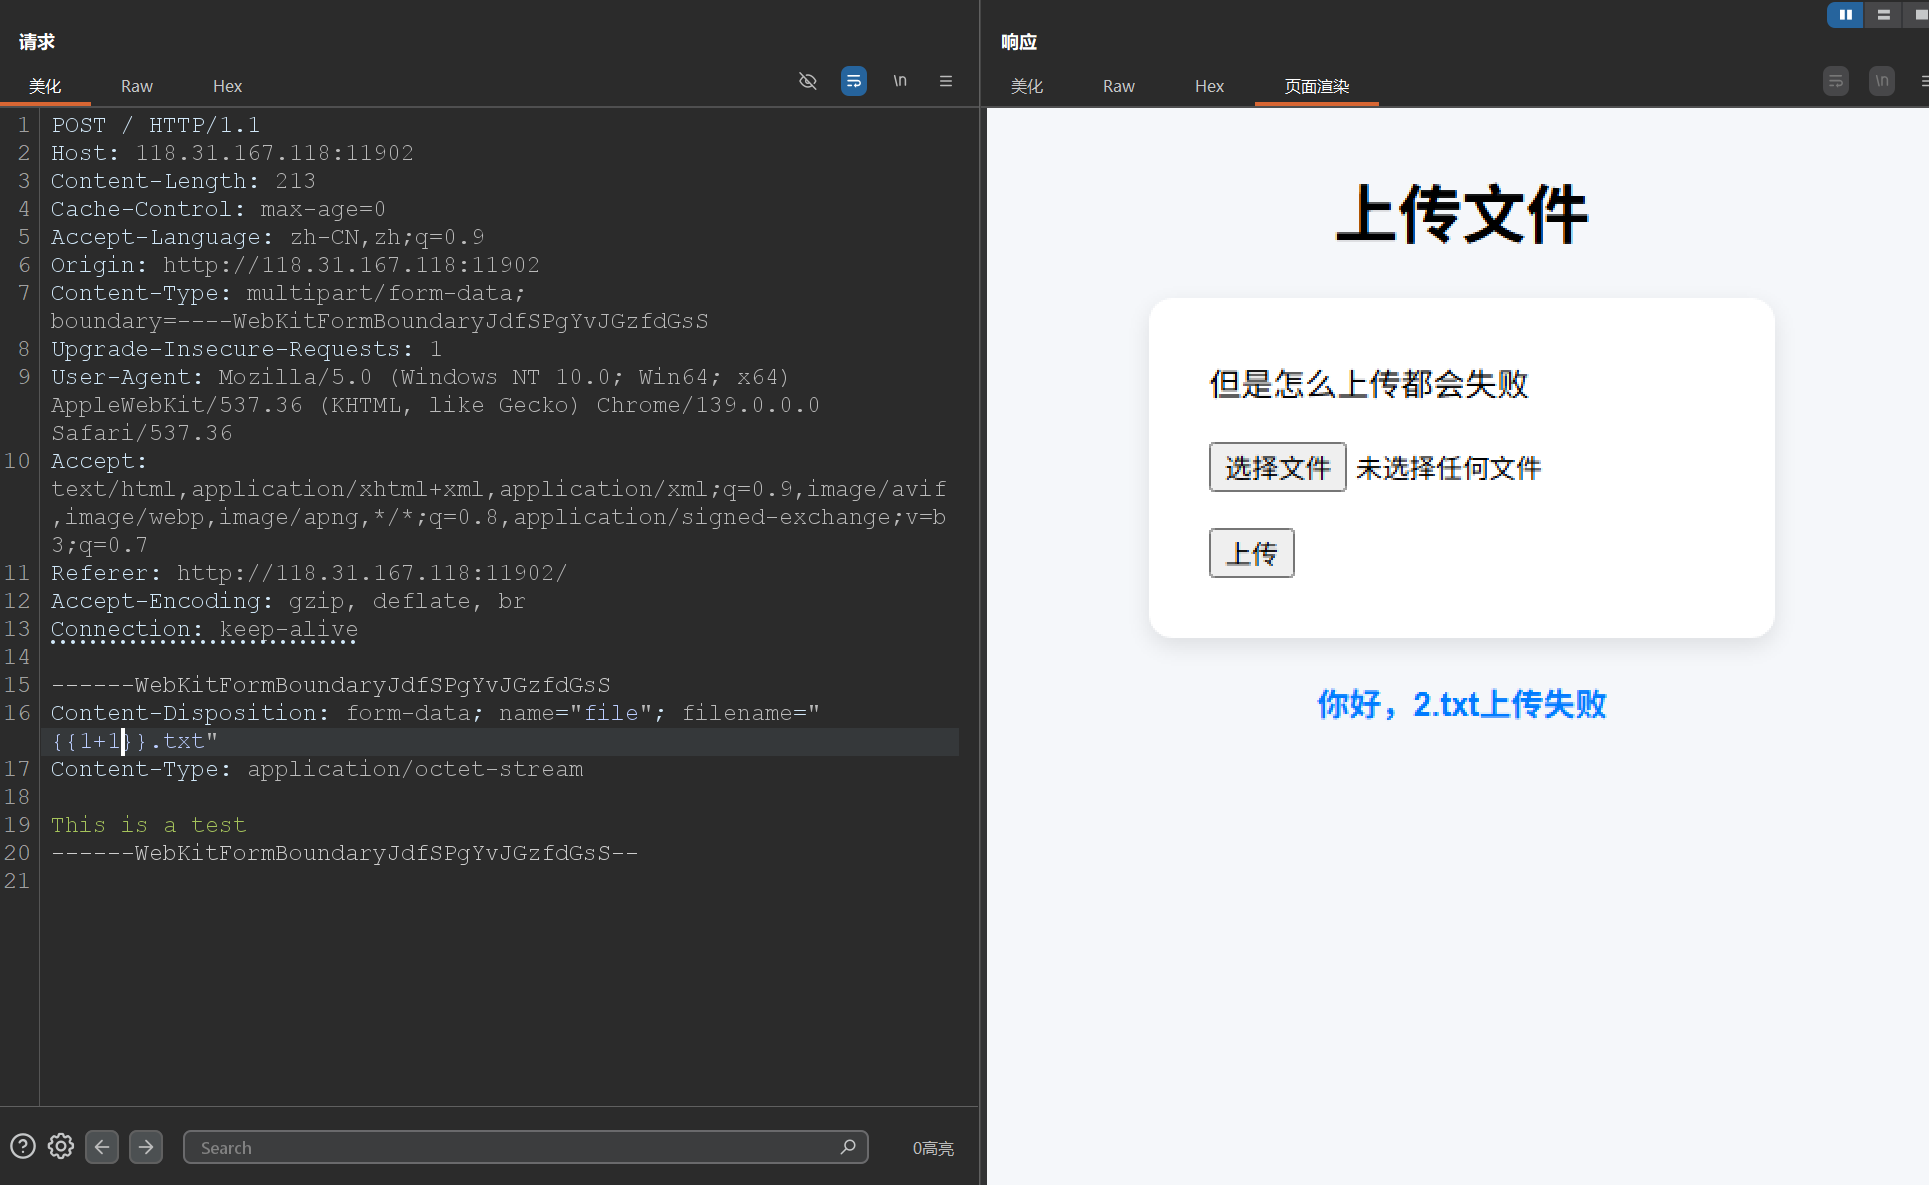 请求
美化 Raw Hex \n
1 POST / HTTP/1.1
2 Host: 118.31.167.118:11902
3 Content-Length: 213
4 Cache-Control: max-age=0
5 Accept-Language: zh-CN,zh;q=0.9
6 Origin: http://118.31.167.118:11902
7 Content-Type: multipart/form-data;
boundary=----WebKitFormBoundaryJdfSPgYvJGzfdGsS
8 Upgrade-Insecure-Requests: 1
9 User-Agent: Mozilla/5.0 (Windows NT 10.0; Win64; x64)
AppleWebKit/537.36 (KHTML, like Gecko) Chrome/139.0.0.0
Safari/537.36
10 Accept:
text/html,application/xhtml+xml,application/xml;q=0.9,image/avif
,image/webp,image/apng,*/*;q=0.8,application/signed-exchange;v=b
3;q=0.7
11 Referer: http://118.31.167.118:11902/
12 Accept-Encoding: gzip, deflate, br
13 Connection: keep-alive
14
15 ------WebKitFormBoundaryJdfSPgYvJGzfdGsS
16 Content-Disposition: form-data; name="file"; filename="
{{1+1}}.txt"
17 Content-Type: application/octet-stream
18
19 This is a test
20 ------WebKitFormBoundaryJdfSPgYvJGzfdGsS--
21
Search
0高亮
响应
美化 Raw Hex 页面渲染 \n
上传文件
但是怎么上传都会失败
选择文件 未选择任何文件
上传
你好，2.txt上传失败